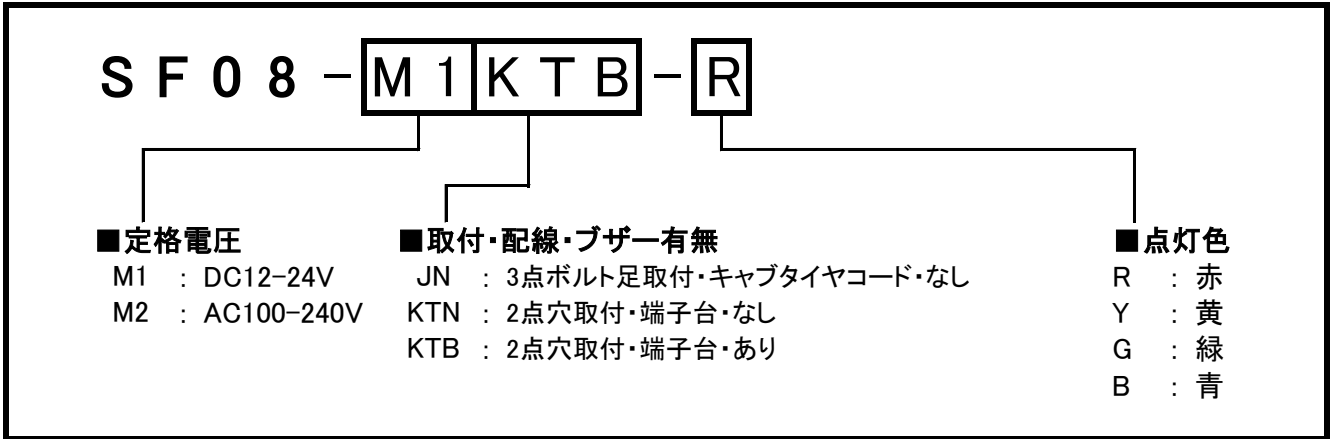 SF08-M1KTB-R
■定格電圧
M1 : DC12-24V
M2 : AC100-240V
■取付・配線・ブザー有無
JN : 3点ボルト足取付・キャブタイヤコード・なし
KTN : 2点穴取付・端子台・なし
KTB : 2点穴取付・端子台・あり
■点灯色
R : 赤
Y : 黄
G : 緑
B : 青